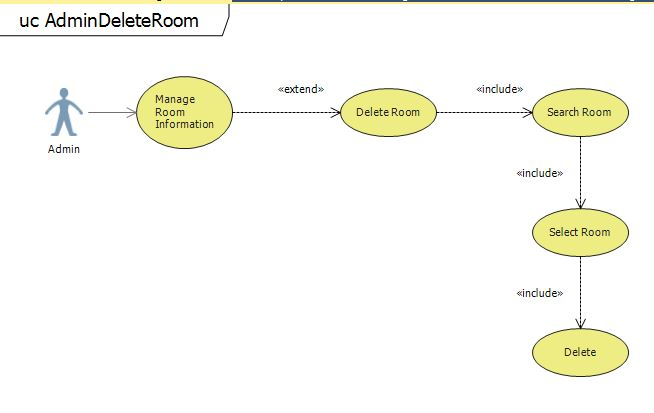 uc AdminDeleteRoom
«extend»
«include»
Manage
Room
Information
Delete Room
Search Room
Admin
«include»
Select Room
«include»
Delete